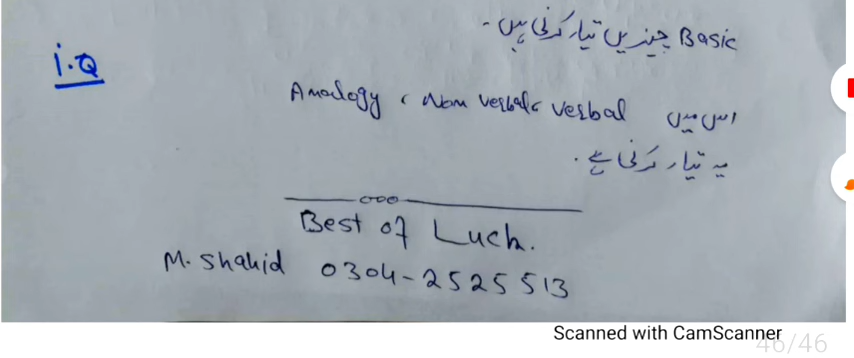 Basic چیزیں تیار کرنی ہیں۔
i.Q
اس میں Verbal، Non Verbal، Analogy
یہ تیار کرنی ہے۔
Best of Luck.
M. Shahid 0304-2525513
Scanned with CamScanner
46/46